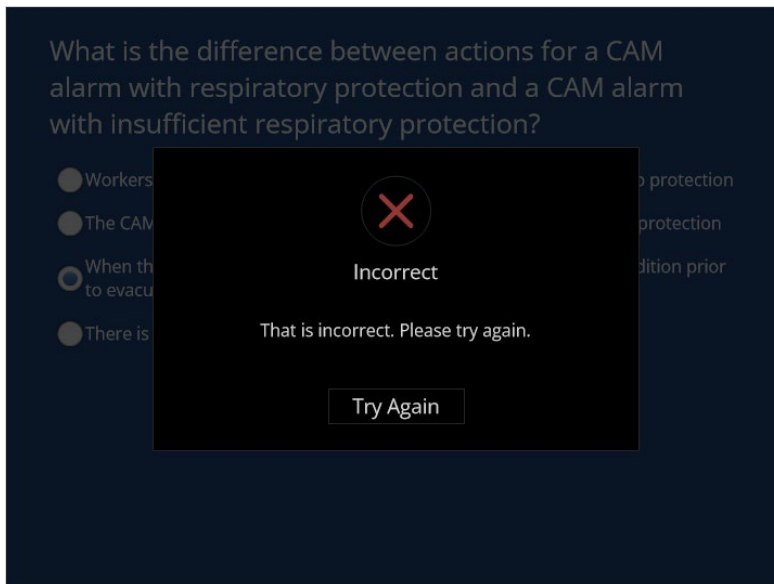 What is the difference between actions for a CAM
alarm with respiratory protection and a CAM alarm
with insufficient respiratory protection?
Workers protection
The CAM protection
When th dition prior
to evacu
There is
Incorrect
That is incorrect. Please try again.
Try Again